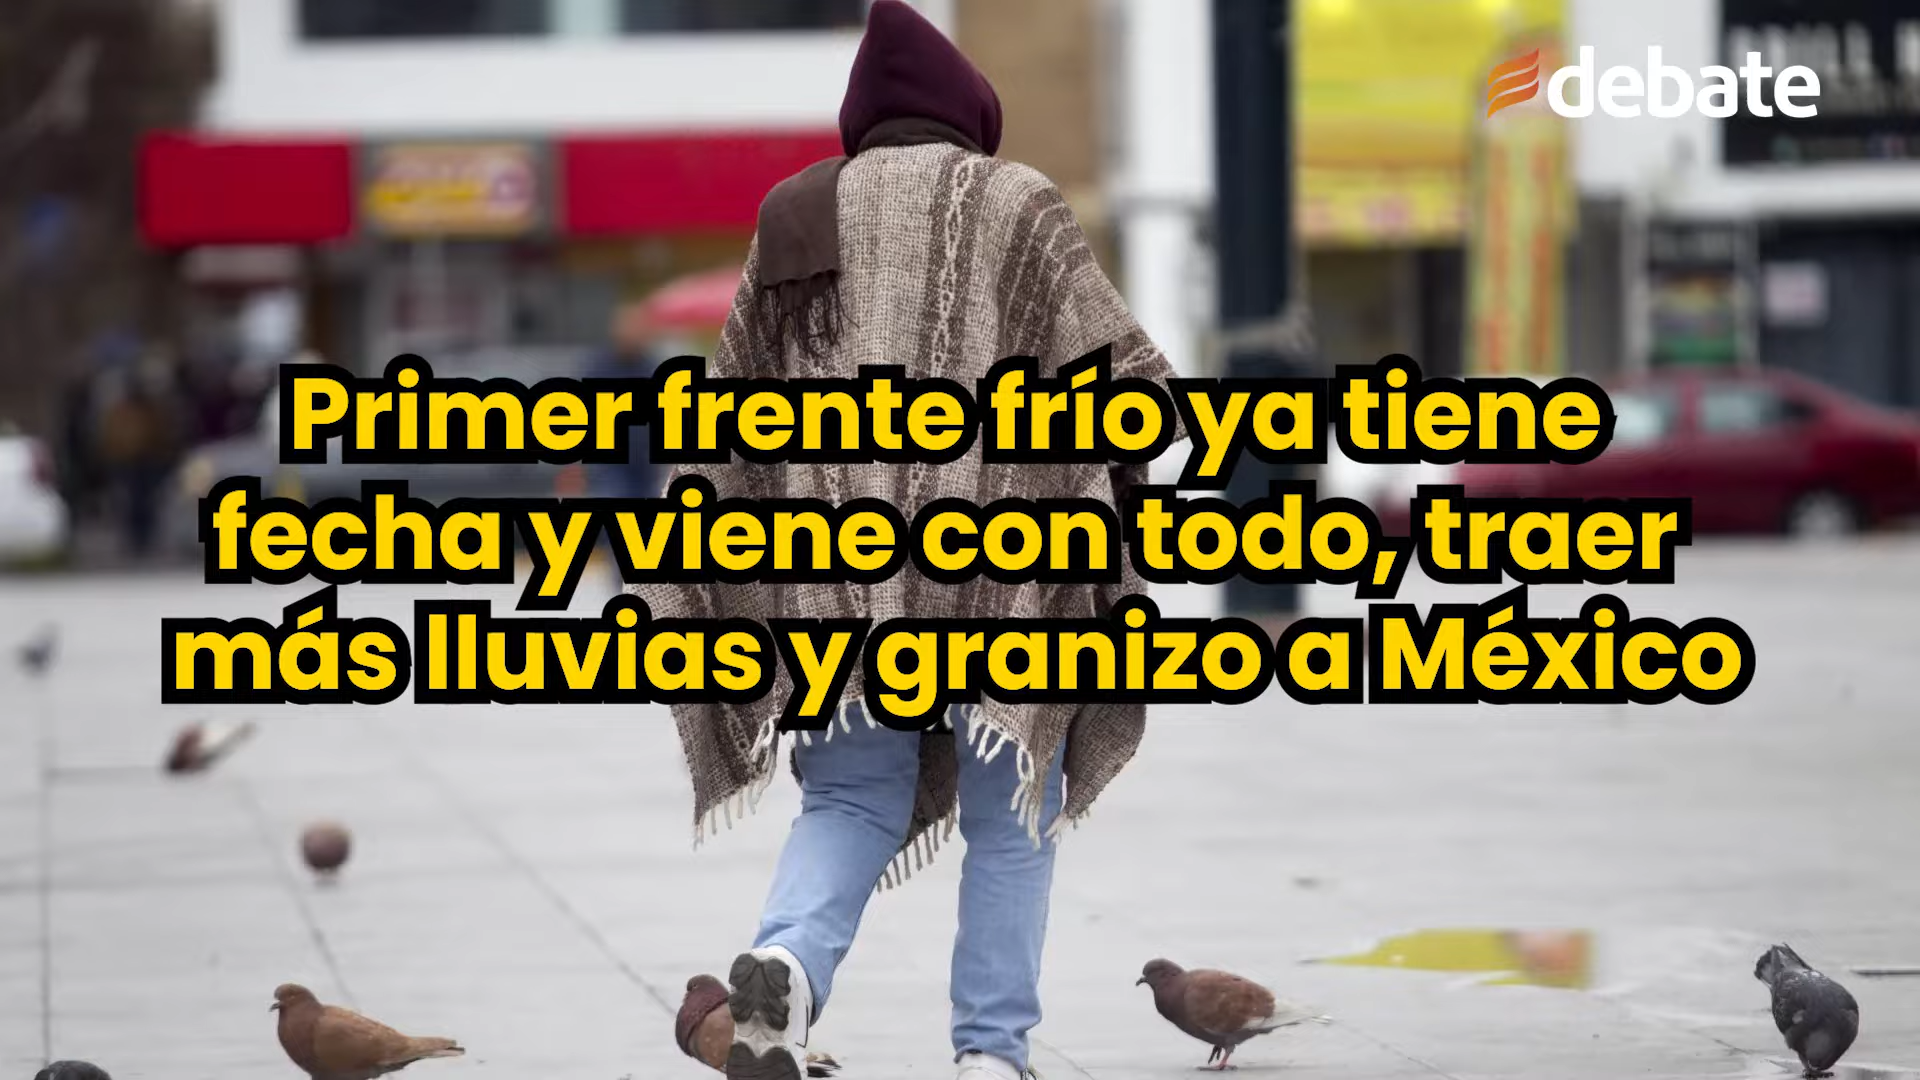 debate
Primer frente frío ya tiene
fecha y viene con todo, traer
más lluvias y granizo a México